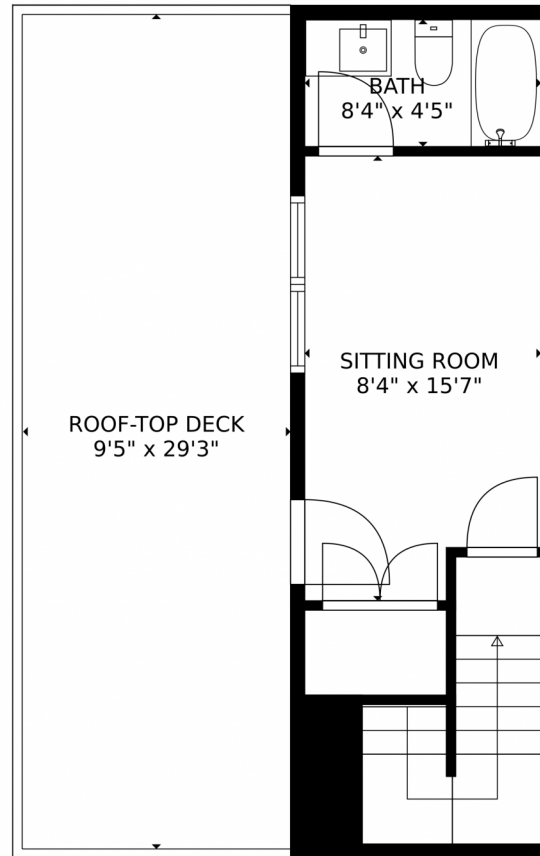 BATH
8'4" x 4'5"
SITTING ROOM
8'4" x 15'7"
ROOF-TOP DECK
9'5" x 29'3"